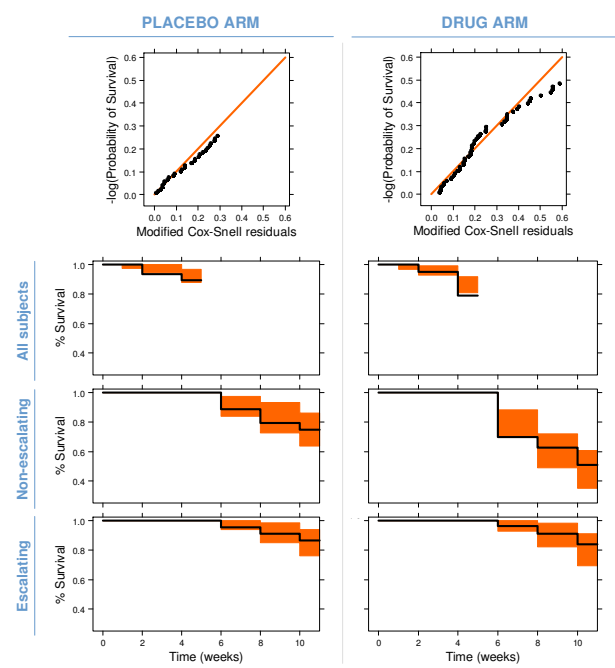 PLACEBO ARM
DRUG ARM
-log(Probability of Survival)
0.6
0.5
0.4
0.3
0.2
0.1
0.0
0.0 0.1 0.2 0.3 0.4 0.5 0.6
Modified Cox-Snell residuals
-log(Probability of Survival)
0.6
0.5
0.4
0.3
0.2
0.1
0.0
0.0 0.1 0.2 0.3 0.4 0.5 0.6
Modified Cox-Snell residuals
All subjects
% Survival
1.0
0.8
0.6
0.4
% Survival
1.0
0.8
0.6
0.4
Non-escalating
% Survival
1.0
0.8
0.6
0.4
% Survival
1.0
0.8
0.6
0.4
Escalating
% Survival
1.0
0.8
0.6
0.4
% Survival
1.0
0.8
0.6
0.4
0 2 4 6 8 10
Time (weeks)
0 2 4 6 8 10
Time (weeks)